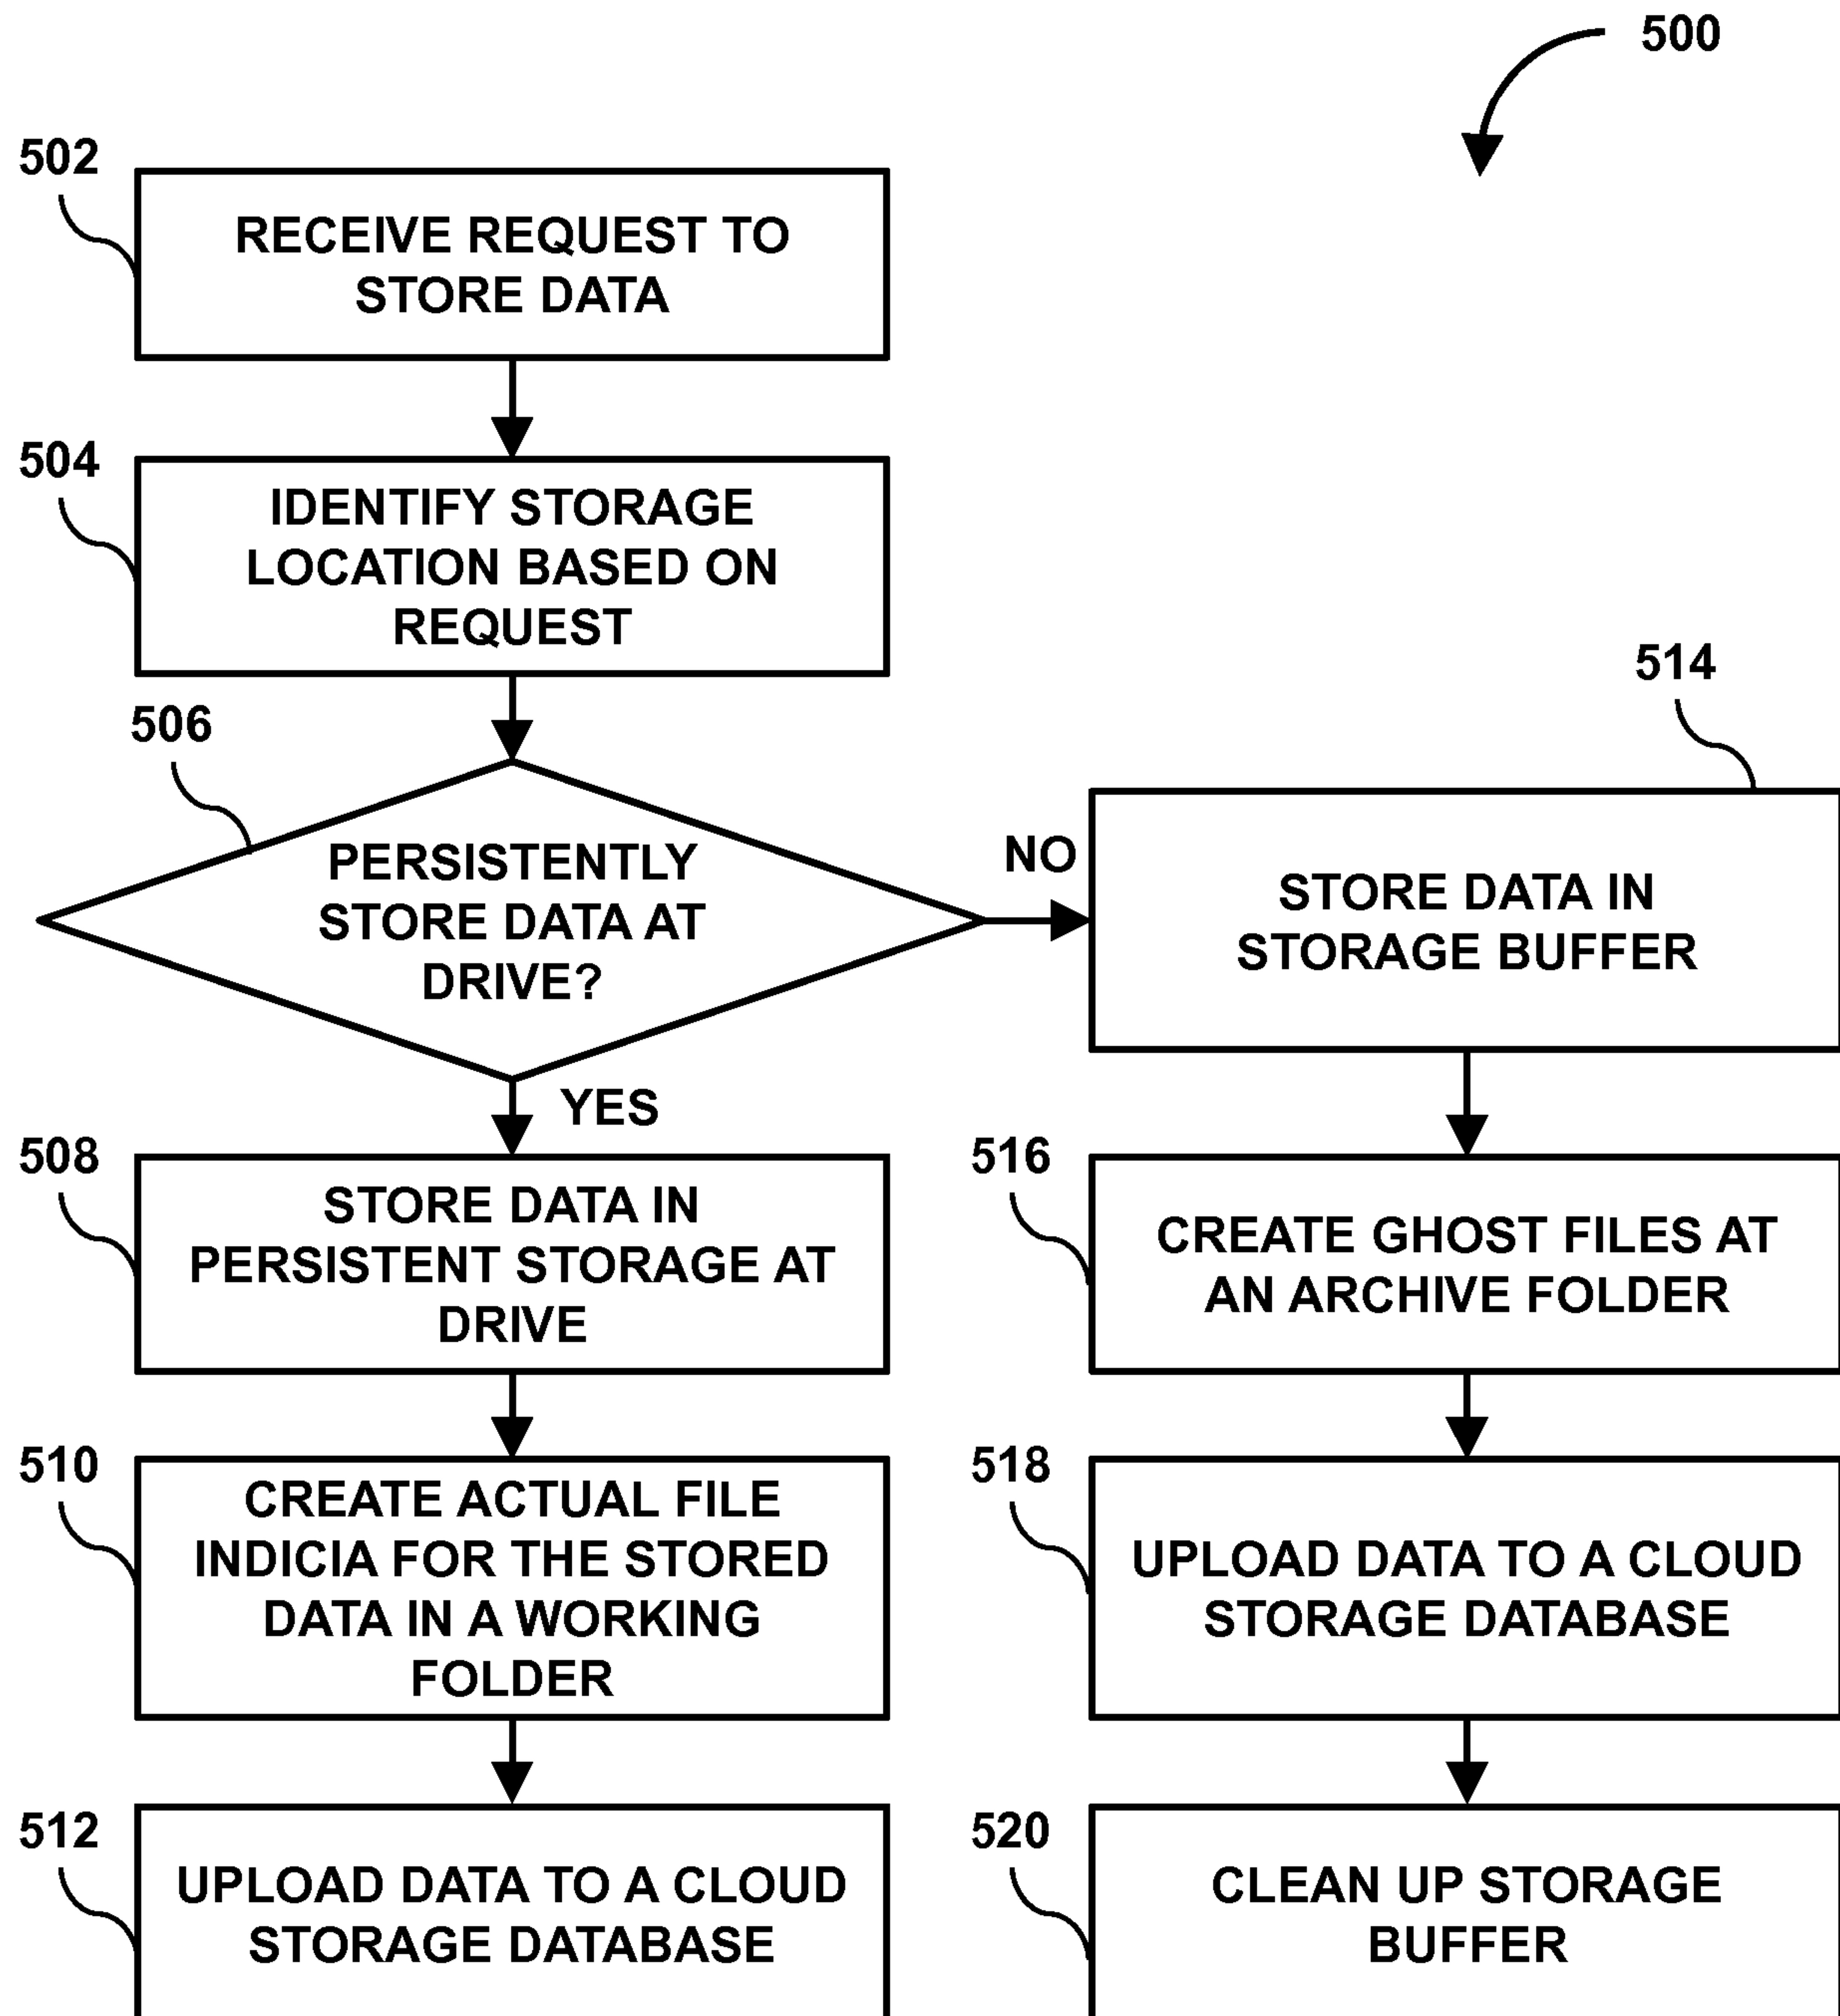 500
502
RECEIVE REQUEST TO
STORE DATA
504
IDENTIFY STORAGE
LOCATION BASED ON
REQUEST
506
PERSISTENTLY
STORE DATA AT
DRIVE?
NO
YES
508
STORE DATA IN
PERSISTENT STORAGE AT
DRIVE
510
CREATE ACTUAL FILE
INDICIA FOR THE STORED
DATA IN A WORKING
FOLDER
512
UPLOAD DATA TO A CLOUD
STORAGE DATABASE
514
STORE DATA IN
STORAGE BUFFER
516
CREATE GHOST FILES AT
AN ARCHIVE FOLDER
518
UPLOAD DATA TO A CLOUD
STORAGE DATABASE
520
CLEAN UP STORAGE
BUFFER